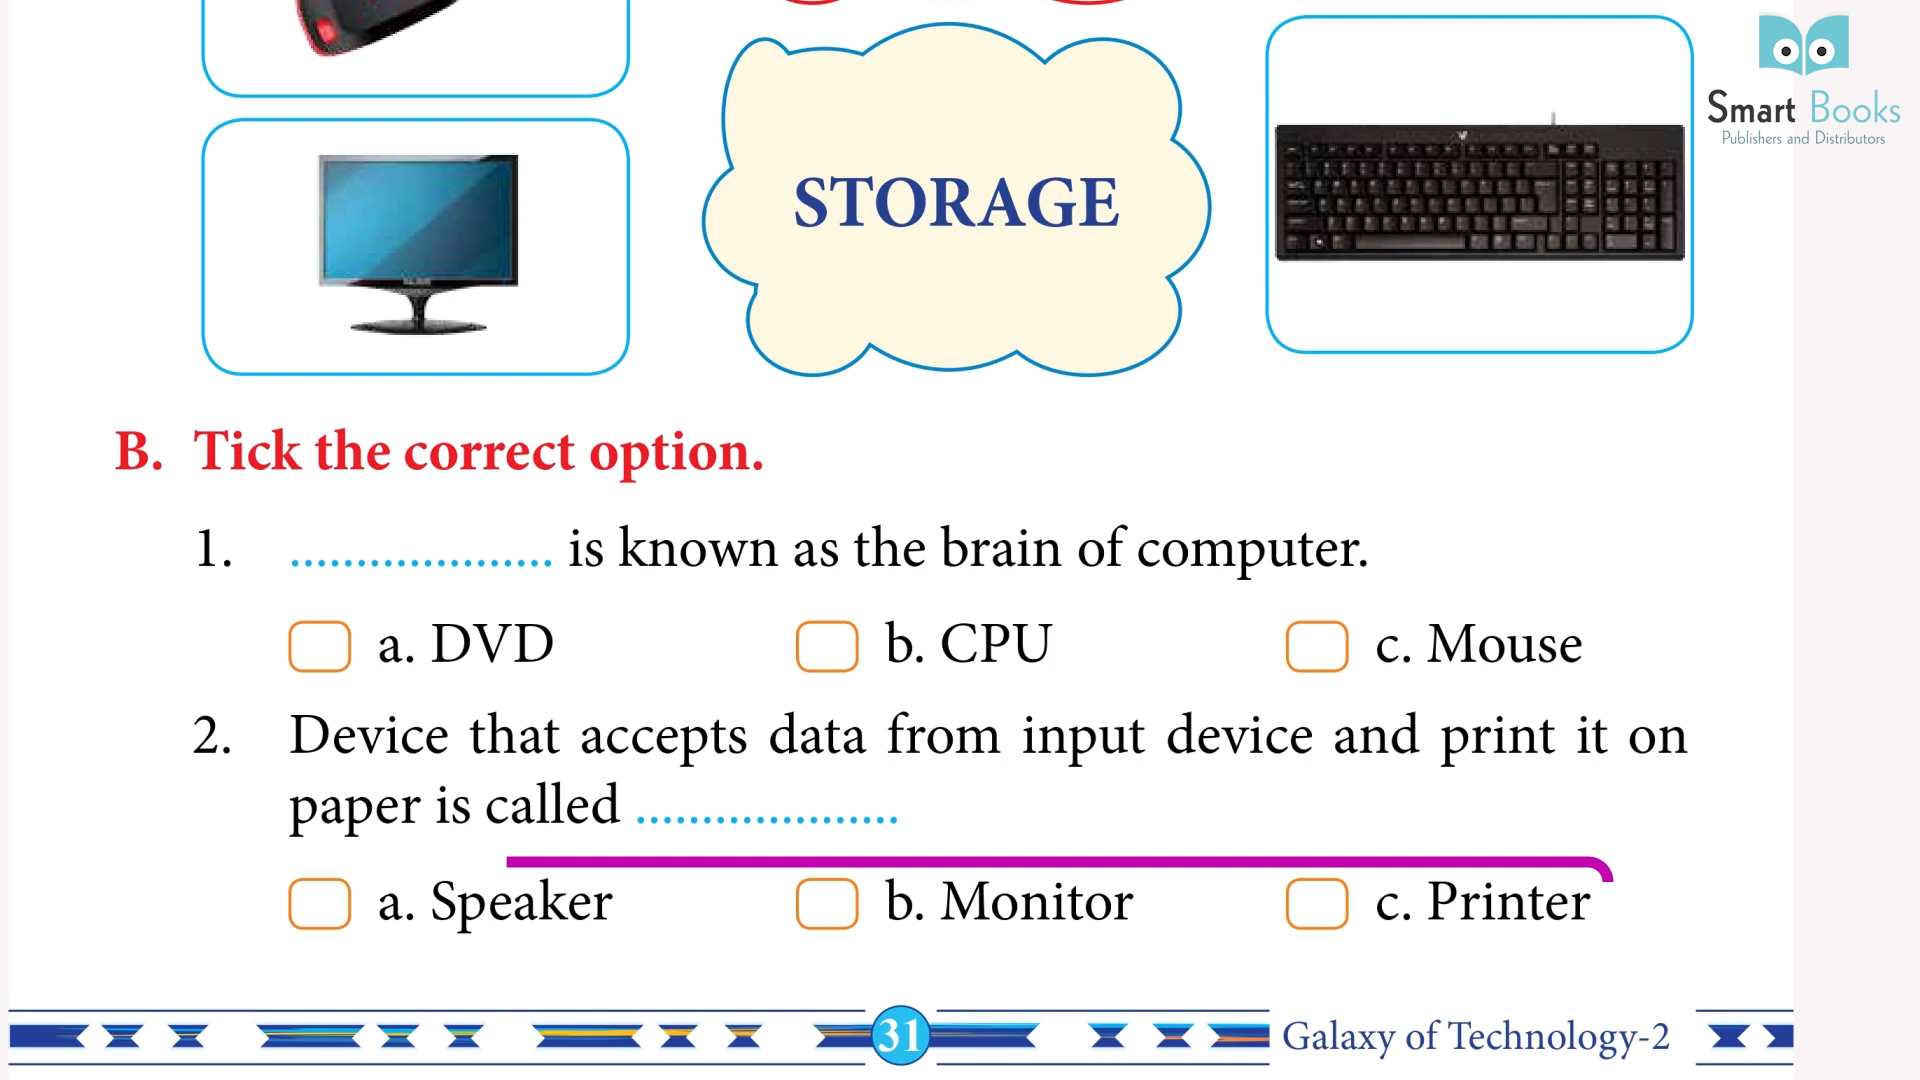 Smart Books
Publishers and Distributors
STORAGE
B. Tick the correct option.
1. .................... is known as the brain of computer.
a. DVD b. CPU c. Mouse
2. Device that accepts data from input device and print it on
paper is called ....................
a. Speaker b. Monitor c. Printer
31
Galaxy of Technology-2